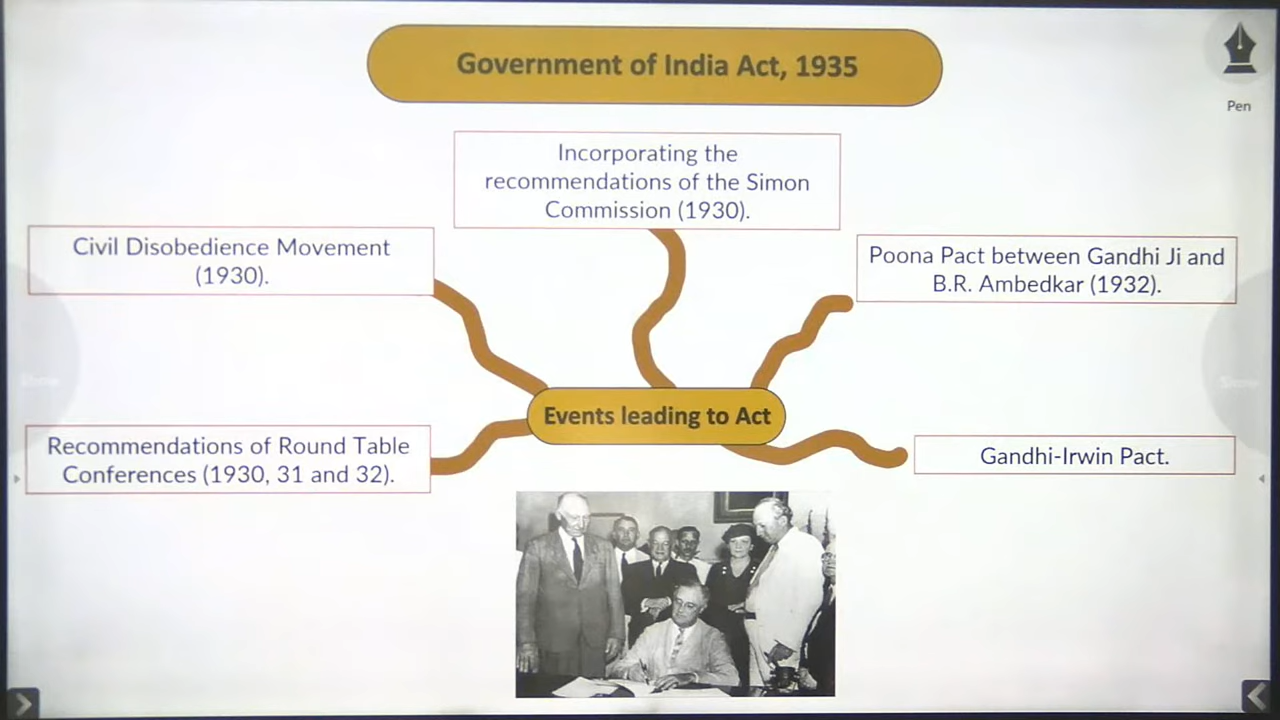 Government of India Act, 1935
Pen
Incorporating the
recommendations of the Simon
Commission (1930).
Civil Disobedience Movement
(1930).
Poona Pact between Gandhi Ji and
B.R. Ambedkar (1932).
Events leading to Act
Recommendations of Round Table
Conferences (1930, 31 and 32).
Gandhi-Irwin Pact.